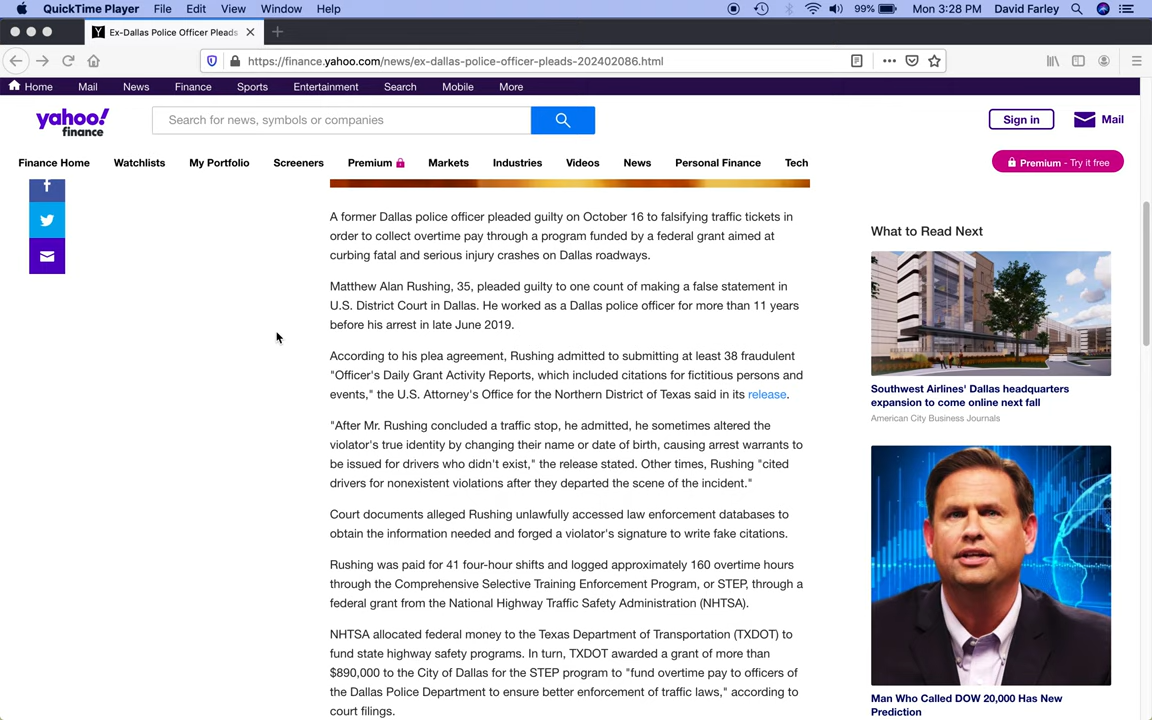 QuickTime Player File Edit View Window Help 99% Mon 3:28 PM David Farley
Ex-Dallas Police Officer Pleads
https://finance.yahoo.com/news/ex-dallas-police-officer-pleads-202402086.html
Home Mail News Finance Sports Entertainment Search Mobile More
yahoo! finance
Search for news, symbols or companies
Sign in Mail
Finance Home Watchlists My Portfolio Screeners Premium Markets Industries Videos News Personal Finance Tech
Premium - Try it free
A former Dallas police officer pleaded guilty on October 16 to falsifying traffic tickets in
order to collect overtime pay through a program funded by a federal grant aimed at
curbing fatal and serious injury crashes on Dallas roadways.
Matthew Alan Rushing, 35, pleaded guilty to one count of making a false statement in
U.S. District Court in Dallas. He worked as a Dallas police officer for more than 11 years
before his arrest in late June 2019.
According to his plea agreement, Rushing admitted to submitting at least 38 fraudulent
"Officer's Daily Grant Activity Reports, which included citations for fictitious persons and
events," the U.S. Attorney's Office for the Northern District of Texas said in its release.
"After Mr. Rushing concluded a traffic stop, he admitted, he sometimes altered the
violator's true identity by changing their name or date of birth, causing arrest warrants to
be issued for drivers who didn't exist," the release stated. Other times, Rushing "cited
drivers for nonexistent violations after they departed the scene of the incident."
Court documents alleged Rushing unlawfully accessed law enforcement databases to
obtain the information needed and forged a violator's signature to write fake citations.
Rushing was paid for 41 four-hour shifts and logged approximately 160 overtime hours
through the Comprehensive Selective Training Enforcement Program, or STEP, through a
federal grant from the National Highway Traffic Safety Administration (NHTSA).
NHTSA allocated federal money to the Texas Department of Transportation (TXDOT) to
fund state highway safety programs. In turn, TXDOT awarded a grant of more than
$890,000 to the City of Dallas for the STEP program to "fund overtime pay to officers of
the Dallas Police Department to ensure better enforcement of traffic laws," according to
court filings.
What to Read Next
Southwest Airlines' Dallas headquarters
expansion to come online next fall
American City Business Journals
Man Who Called DOW 20,000 Has New
Prediction